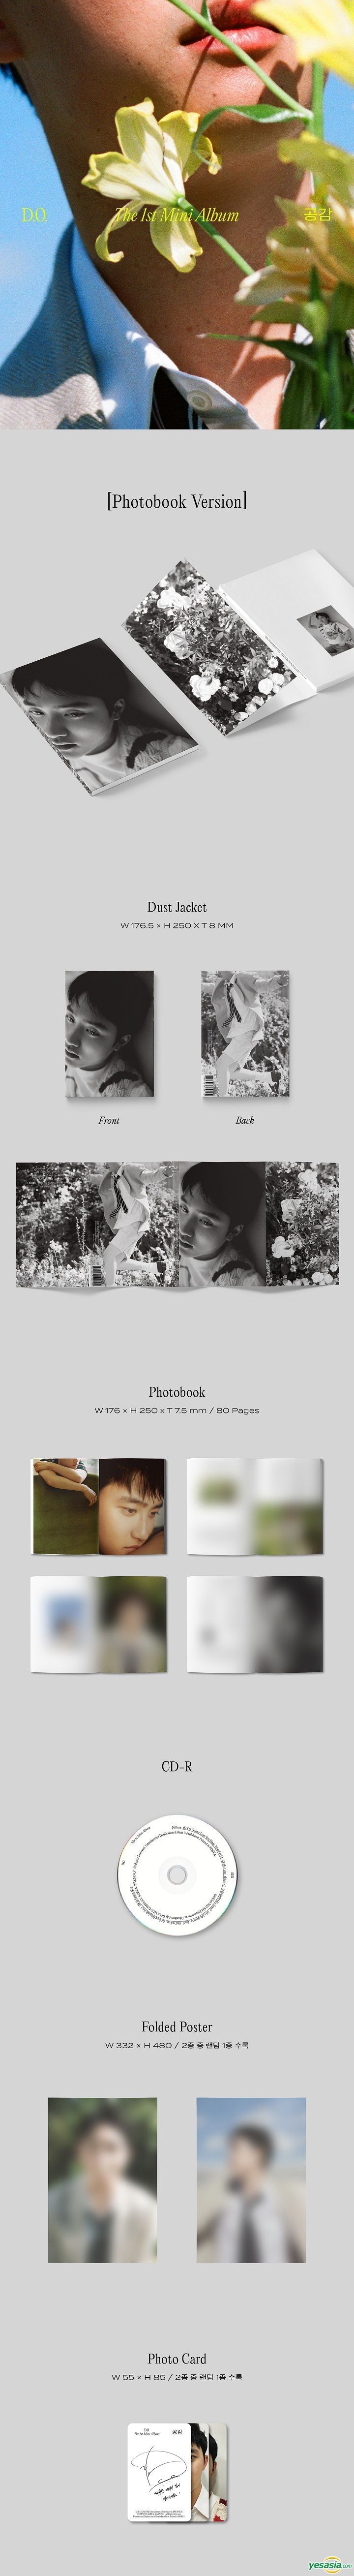 D.O. The 1st Mini Album 공감
[Photobook Version]
Dust Jacket
W 176.5 × H 250 X T 8 MM
Front Back
Photobook
W 176 × H 250 x T 7.5 mm / 80 Pages
CD-R
Folded Poster
W 332 × H 480 / 2종 중 랜덤 1종 수록
Photo Card
W 55 × H 85 / 2종 중 랜덤 1종 수록
D.O. 공감
The 1st Mini Album
yesasia.com